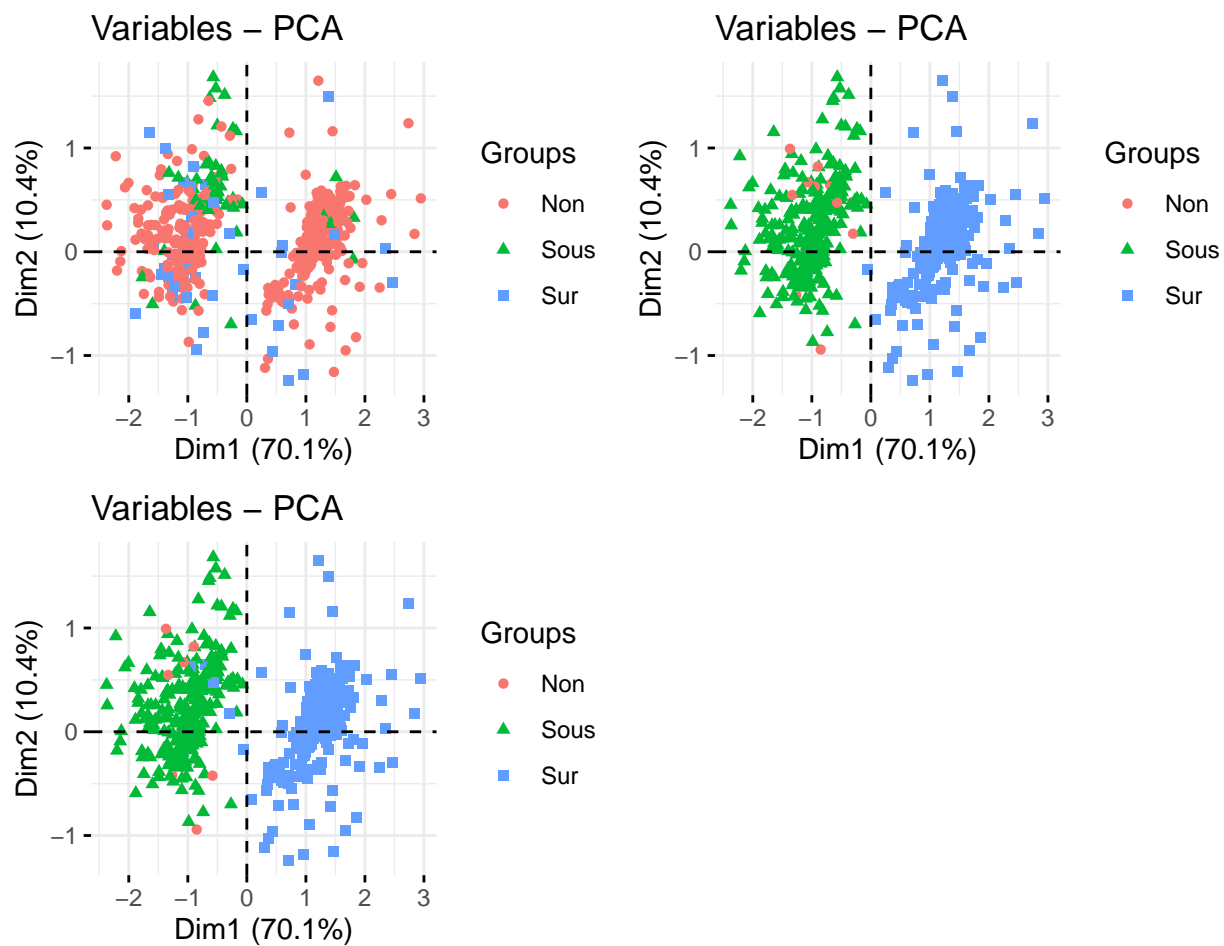 Variables – PCA
Dim2 (10.4%)
1
0
−1
−2 −1 0 1 2 3
Dim1 (70.1%)
Groups
Non
Sous
Sur
Variables – PCA
Dim2 (10.4%)
1
0
−1
−2 −1 0 1 2 3
Dim1 (70.1%)
Groups
Non
Sous
Sur
Variables – PCA
Dim2 (10.4%)
1
0
−1
−2 −1 0 1 2 3
Dim1 (70.1%)
Groups
Non
Sous
Sur